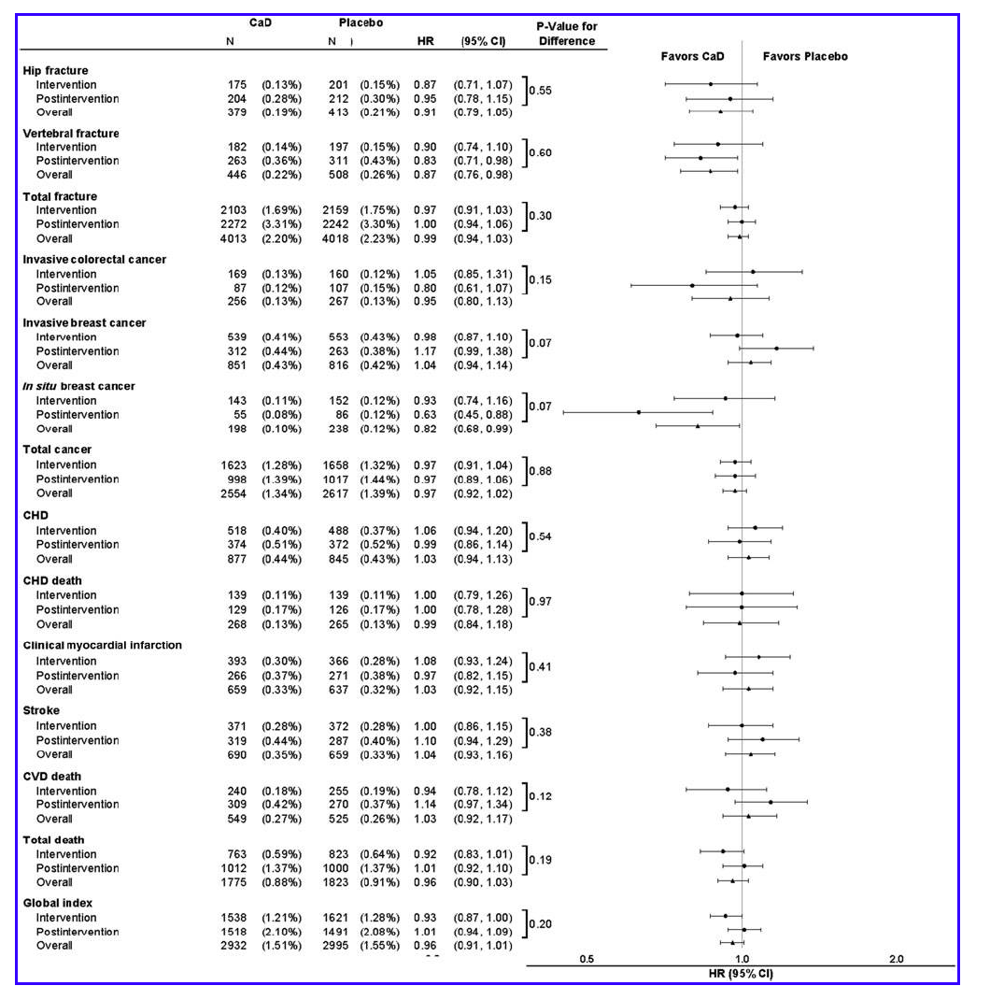 CaD Placebo P-Value for
N N ) HR (95% CI) Difference
Favors CaD Favors Placebo
Hip fracture
Intervention 175 (0.13%) 201 (0.15%) 0.87 (0.71, 1.07)
0.55
Postintervention 204 (0.28%) 212 (0.30%) 0.95 (0.78, 1.15)
Overall 379 (0.19%) 413 (0.21%) 0.91 (0.79, 1.05)
Vertebral fracture
Intervention 182 (0.14%) 197 (0.15%) 0.90 (0.74, 1.10)
0.60
Postintervention 263 (0.36%) 311 (0.43%) 0.83 (0.71, 0.98)
Overall 446 (0.22%) 508 (0.26%) 0.87 (0.76, 0.98)
Total fracture
Intervention 2103 (1.69%) 2159 (1.75%) 0.97 (0.91, 1.03)
0.30
Postintervention 2272 (3.31%) 2242 (3.30%) 1.00 (0.94, 1.06)
Overall 4013 (2.20%) 4018 (2.23%) 0.99 (0.94, 1.03)
Invasive colorectal cancer
Intervention 169 (0.13%) 160 (0.12%) 1.05 (0.85, 1.31)
0.15
Postintervention 87 (0.12%) 107 (0.15%) 0.80 (0.61, 1.07)
Overall 256 (0.13%) 267 (0.13%) 0.95 (0.80, 1.13)
Invasive breast cancer
Intervention 539 (0.41%) 553 (0.43%) 0.98 (0.87, 1.10)
0.07
Postintervention 312 (0.44%) 263 (0.38%) 1.17 (0.99, 1.38)
Overall 851 (0.43%) 816 (0.42%) 1.04 (0.94, 1.14)
In situ breast cancer
Intervention 143 (0.11%) 152 (0.12%) 0.93 (0.74, 1.16)
0.07
Postintervention 55 (0.08%) 86 (0.12%) 0.63 (0.45, 0.88)
Overall 198 (0.10%) 238 (0.12%) 0.82 (0.68, 0.99)
Total cancer
Intervention 1623 (1.28%) 1658 (1.32%) 0.97 (0.91, 1.04)
0.88
Postintervention 998 (1.39%) 1017 (1.44%) 0.97 (0.89, 1.06)
Overall 2554 (1.34%) 2617 (1.39%) 0.97 (0.92, 1.02)
CHD
Intervention 518 (0.40%) 488 (0.37%) 1.06 (0.94, 1.20)
0.54
Postintervention 374 (0.51%) 372 (0.52%) 0.99 (0.86, 1.14)
Overall 877 (0.44%) 845 (0.43%) 1.03 (0.94, 1.13)
CHD death
Intervention 139 (0.11%) 139 (0.11%) 1.00 (0.79, 1.26)
0.97
Postintervention 129 (0.17%) 126 (0.17%) 1.00 (0.78, 1.28)
Overall 268 (0.13%) 265 (0.13%) 0.99 (0.84, 1.18)
Clinical myocardial infarction
Intervention 393 (0.30%) 366 (0.28%) 1.08 (0.93, 1.24)
0.41
Postintervention 266 (0.37%) 271 (0.38%) 0.97 (0.82, 1.15)
Overall 659 (0.33%) 637 (0.32%) 1.03 (0.92, 1.15)
Stroke
Intervention 371 (0.28%) 372 (0.28%) 1.00 (0.86, 1.15)
0.38
Postintervention 319 (0.44%) 287 (0.40%) 1.10 (0.94, 1.29)
Overall 690 (0.35%) 659 (0.33%) 1.04 (0.93, 1.16)
CVD death
Intervention 240 (0.18%) 255 (0.19%) 0.94 (0.78, 1.12)
0.12
Postintervention 309 (0.42%) 270 (0.37%) 1.14 (0.97, 1.34)
Overall 549 (0.27%) 525 (0.26%) 1.03 (0.92, 1.17)
Total death
Intervention 763 (0.59%) 823 (0.64%) 0.92 (0.83, 1.01)
0.19
Postintervention 1012 (1.37%) 1000 (1.37%) 1.01 (0.92, 1.10)
Overall 1775 (0.88%) 1823 (0.91%) 0.96 (0.90, 1.03)
Global index
Intervention 1538 (1.21%) 1621 (1.28%) 0.93 (0.87, 1.00)
0.20
Postintervention 1518 (2.10%) 1491 (2.08%) 1.01 (0.94, 1.09)
Overall 2932 (1.51%) 2995 (1.55%) 0.96 (0.91, 1.01)
0.5 1.0 2.0
HR (95% CI)